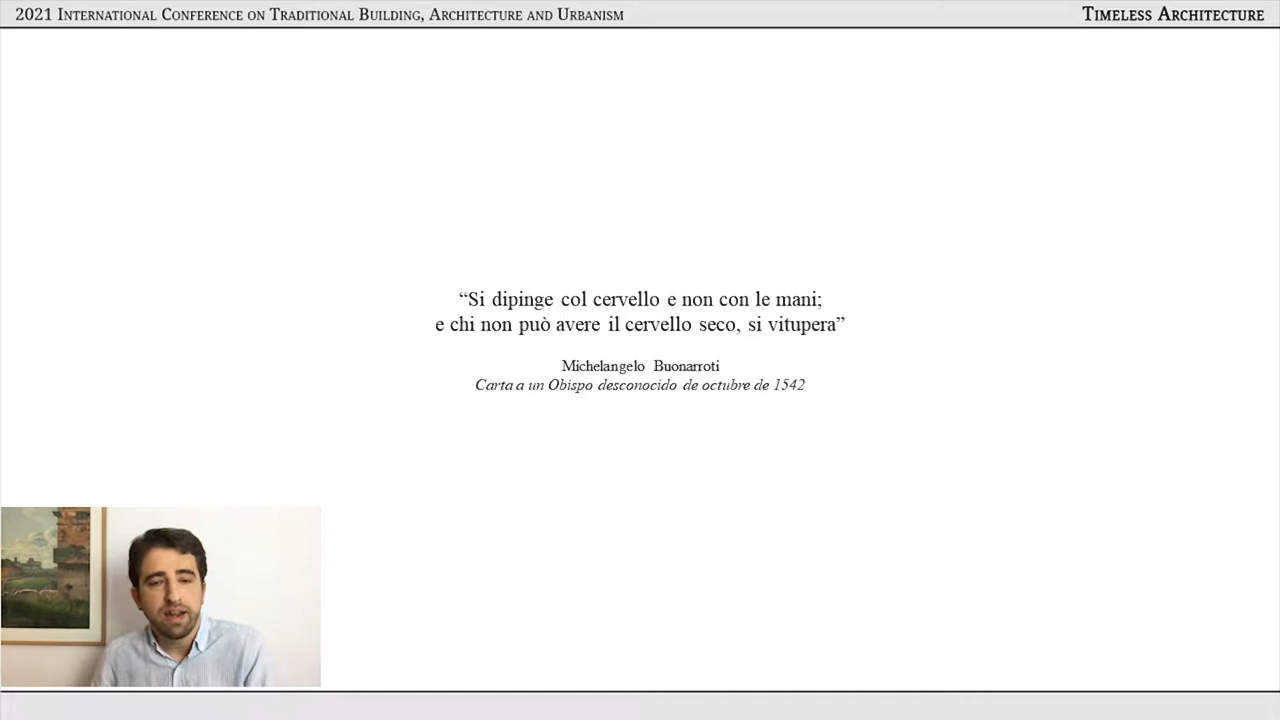 2021 International Conference on Traditional Building, Architecture and Urbanism
Timeless Architecture
“Si dipinge col cervello e non con le mani;
e chi non può avere il cervello seco, si vitupera”
Michelangelo Buonarroti
Carta a un Obispo desconocido de octubre de 1542